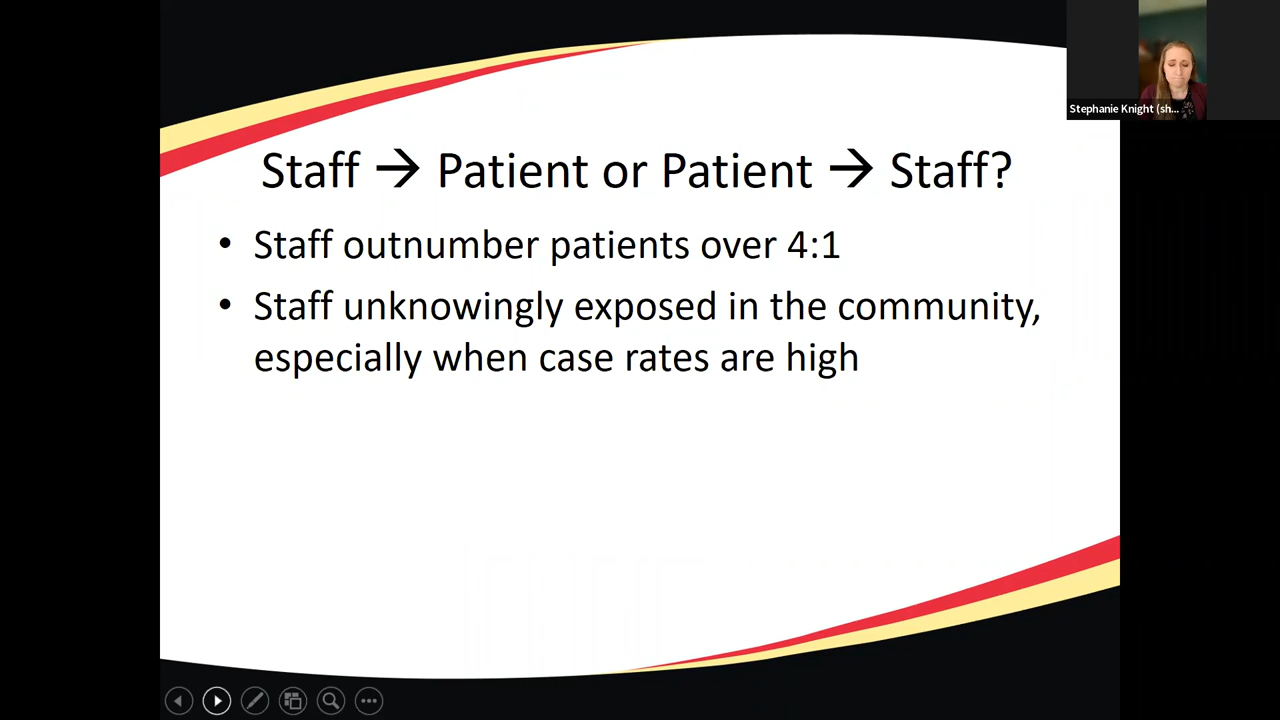 Stephanie Knight (sh...
Staff → Patient or Patient → Staff?
• Staff outnumber patients over 4:1
• Staff unknowingly exposed in the community,
especially when case rates are high